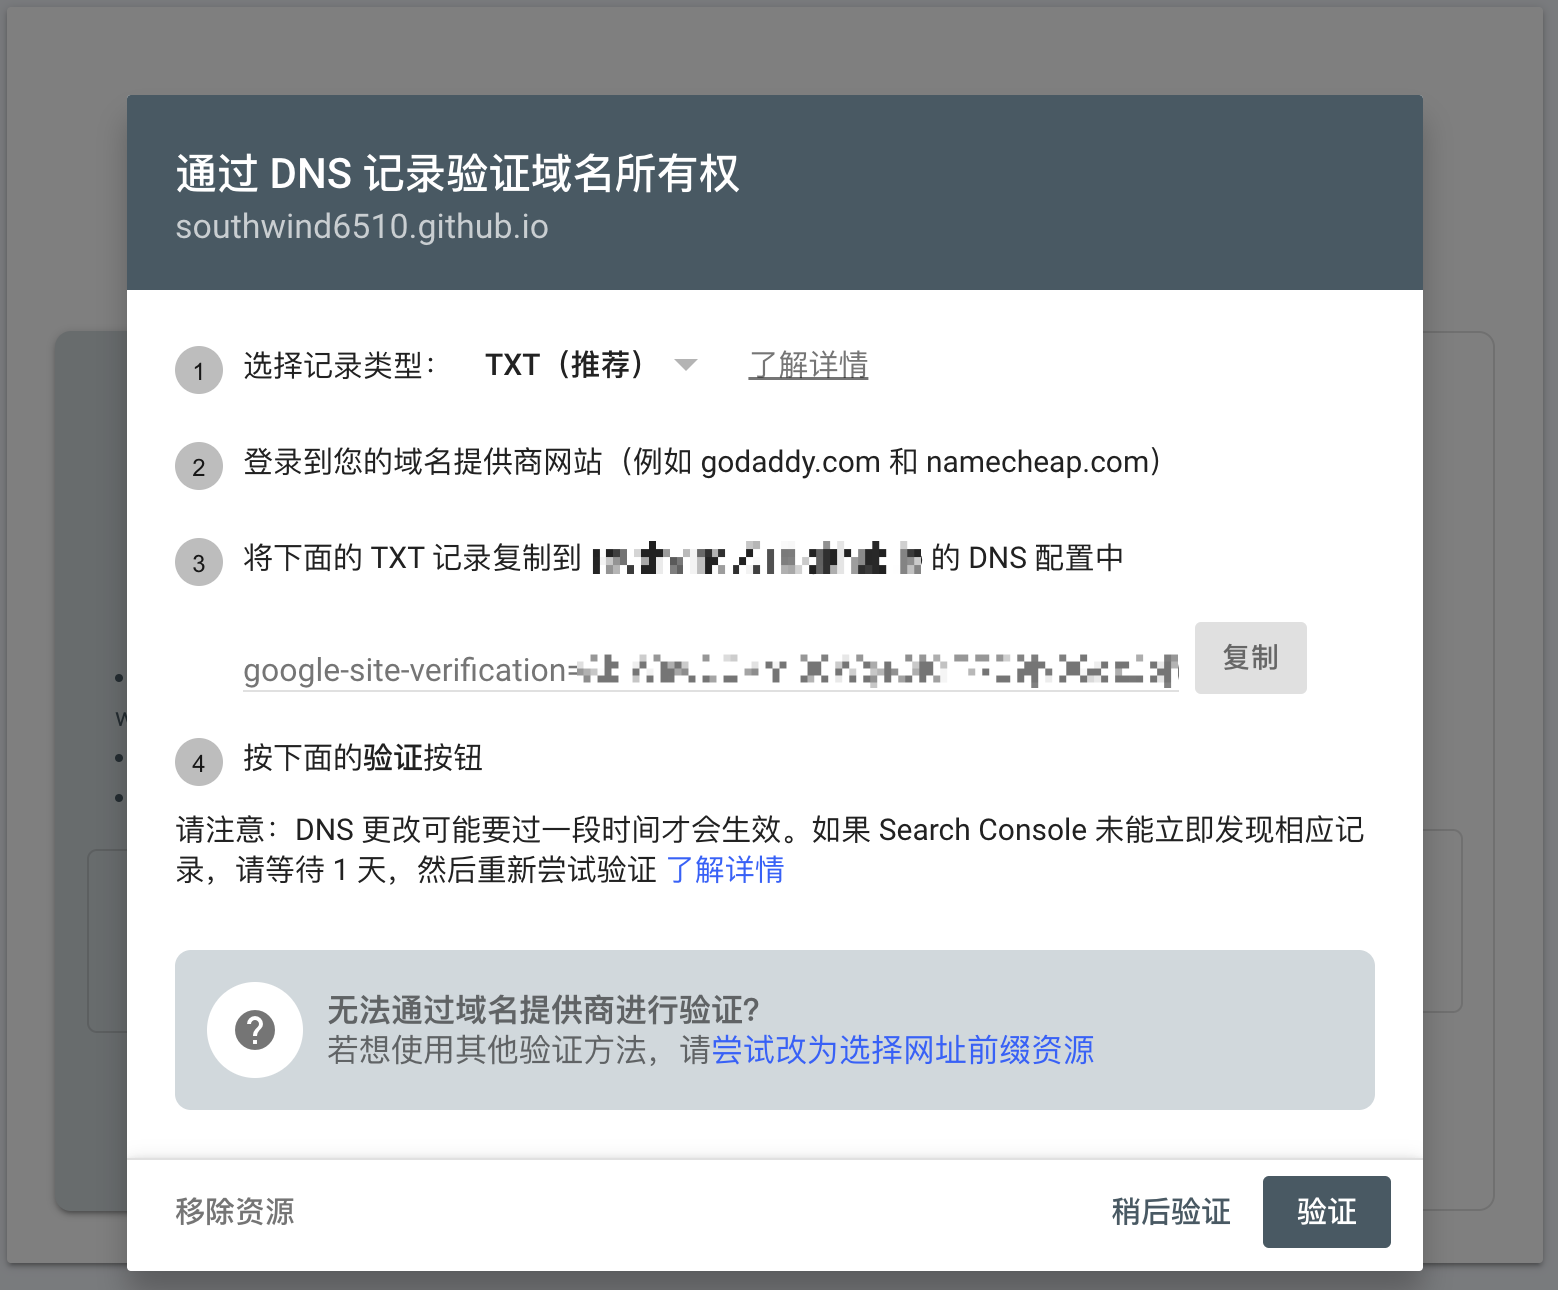 通过 DNS 记录验证域名所有权
southwind6510.github.io
1 选择记录类型： TXT（推荐） 了解详情
2 登录到您的域名提供商网站（例如 godaddy.com 和 namecheap.com）
3 将下面的 TXT 记录复制到 的 DNS 配置中
google-site-verification= 复制
4 按下面的验证按钮
请注意：DNS 更改可能要过一段时间才会生效。如果 Search Console 未能立即发现相应记
录，请等待 1 天，然后重新尝试验证 了解详情
无法通过域名提供商进行验证?
若想使用其他验证方法，请尝试改为选择网址前缀资源
移除资源 稍后验证 验证